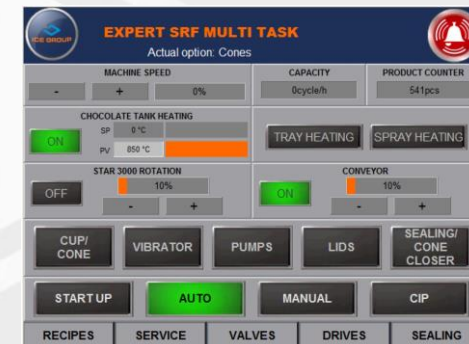 ICE GROUP
EXPERT SRF MULTI TASK
Actual option: Cones
MACHINE SPEED
CAPACITY
PRODUCT COUNTER
-
+
0%
0cycle/h
541pcs
CHOCOLATE TANK HEATING
ON
SP
0 °C
PV
850 °C
TRAY HEATING
SPRAY HEATING
STAR 3000 ROTATION
CONVEYOR
OFF
10%
ON
10%
-
+
-
+
CUP/
CONE
VIBRATOR
PUMPS
LIDS
SEALING/
CONE
CLOSER
START UP
AUTO
MANUAL
CIP
RECIPES
SERVICE
VALVES
DRIVES
SEALING